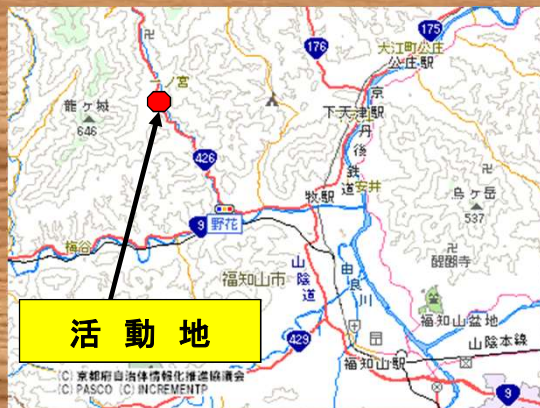 175
大江町公庄
公庄駅
176
一ノ宮
龍ヶ城
646
下天津駅
京
丹
後
鉄
道
安井
426
烏ヶ岳
537
牧駅
9
野花
梅谷
醍醐寺
福知山市
山陰道
由良川
福知山盆地
山陰本線
活 動 地
429
福知山駅
9
(C) 京都府自治体情報化推進協議会
(C) PASCO (C) INCREMENTP